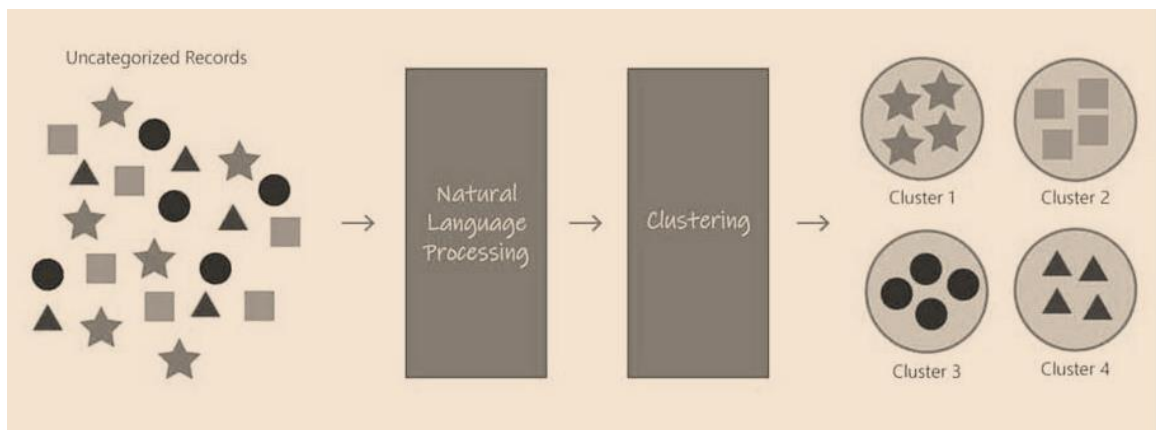 Uncategorized Records
Natural
Language
Processing
Clustering
Cluster 1
Cluster 2
Cluster 3
Cluster 4